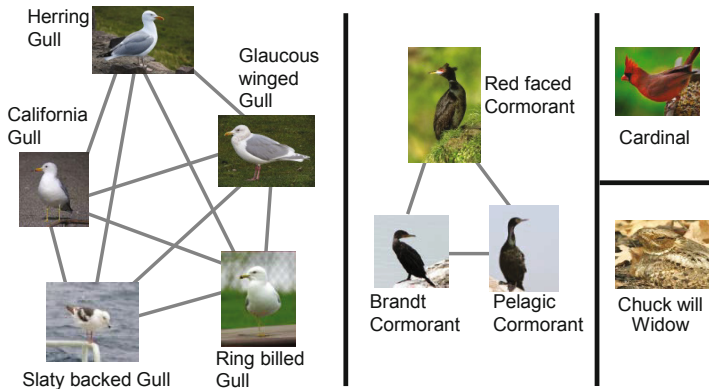 Herring
Gull
Glaucous
winged
Gull
California
Gull
Slaty backed Gull
Ring billed
Gull
Red faced
Cormorant
Brandt
Cormorant
Pelagic
Cormorant
Cardinal
Chuck will
Widow